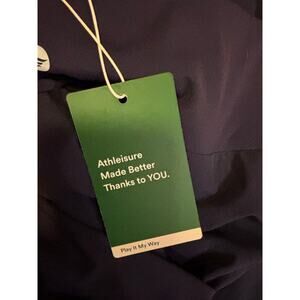 Athleisure
Made Better
Thanks to YOU.
Play It My Way